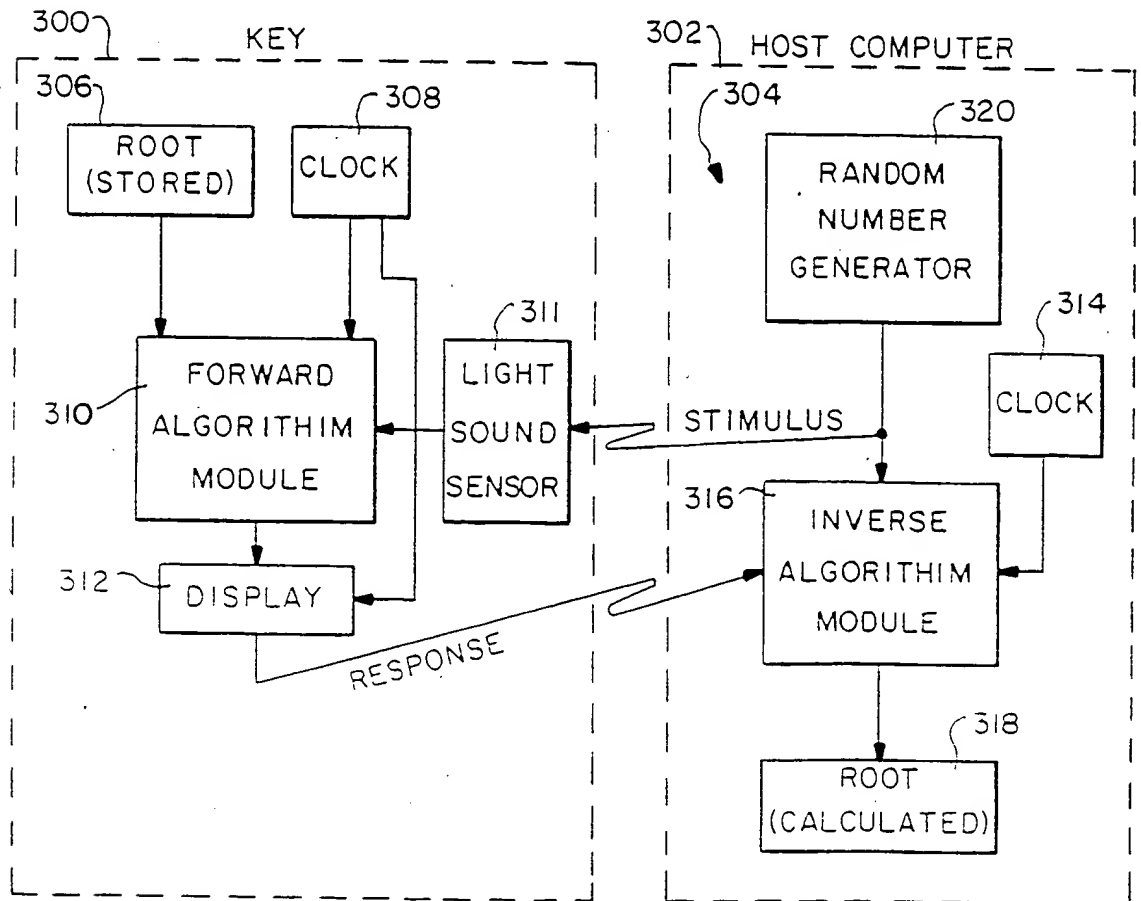 300
KEY
302
HOST COMPUTER
306
308
304
320
ROOT
(STORED)
CLOCK
RANDOM
NUMBER
GENERATOR
311
314
310
FORWARD
ALGORITHIM
MODULE
LIGHT
SOUND
SENSOR
STIMULUS
CLOCK
316
INVERSE
ALGORITHIM
MODULE
312
DISPLAY
RESPONSE
318
ROOT
(CALCULATED)